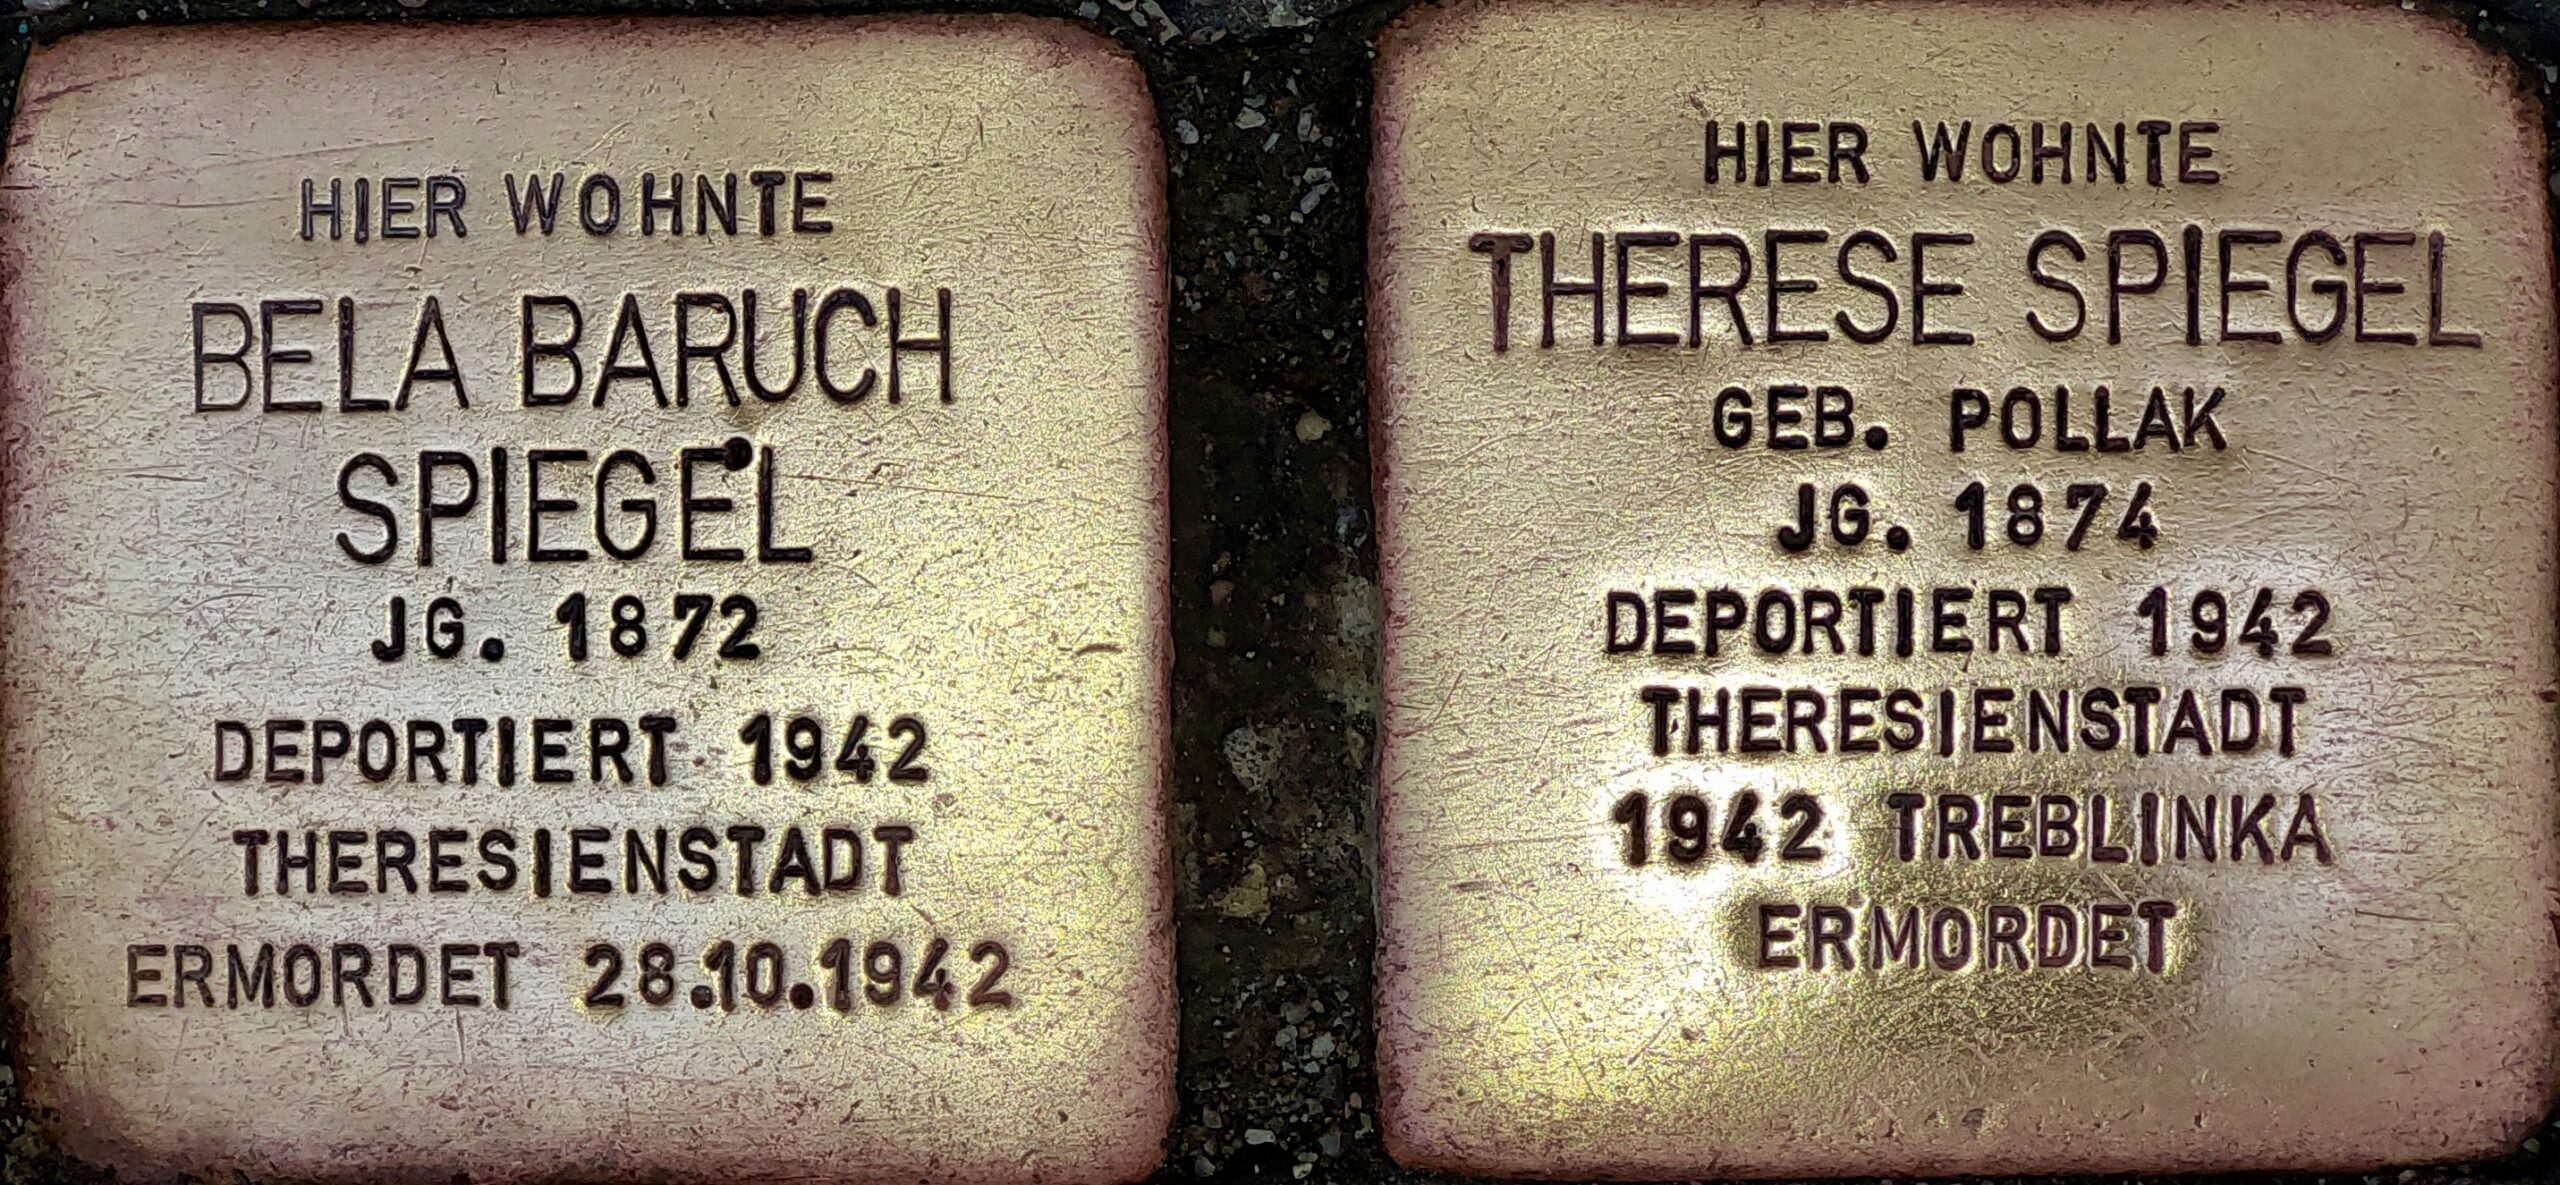 HIER WOHNTE
BELA BARUCH
SPIEGEL
JG. 1872
DEPORTIERT 1942
THERESIENSTADT
ERMORDET 28.10.1942
HIER WOHNTE
THERESE SPIEGEL
GEB. POLLAK
JG. 1874
DEPORTIERT 1942
THERESIENSTADT
1942 TREBLINKA
ERMORDET